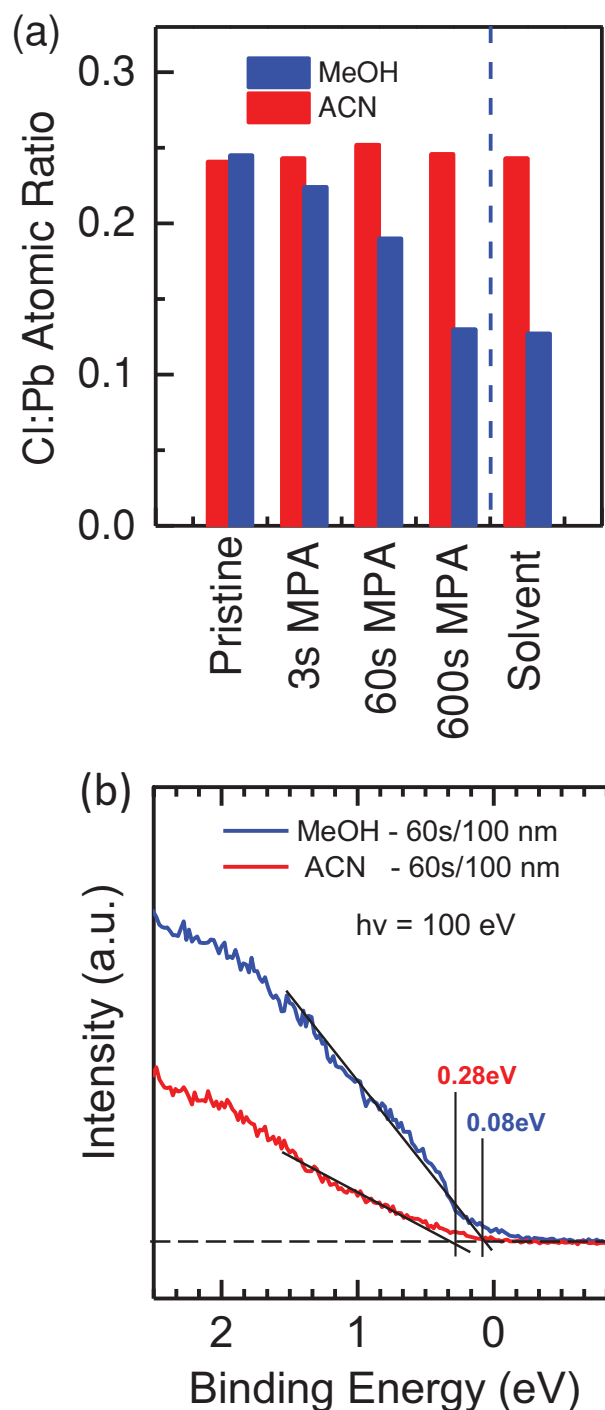 (a)
0.3
0.2
0.1
0.0
Cl:Pb Atomic Ratio
MeOH
ACN
Pristine
3s MPA
60s MPA
600s MPA
Solvent
(b)
MeOH - 60s/100 nm
ACN - 60s/100 nm
hv = 100 eV
0.28eV
0.08eV
Intensity (a.u.)
2 1 0
Binding Energy (eV)